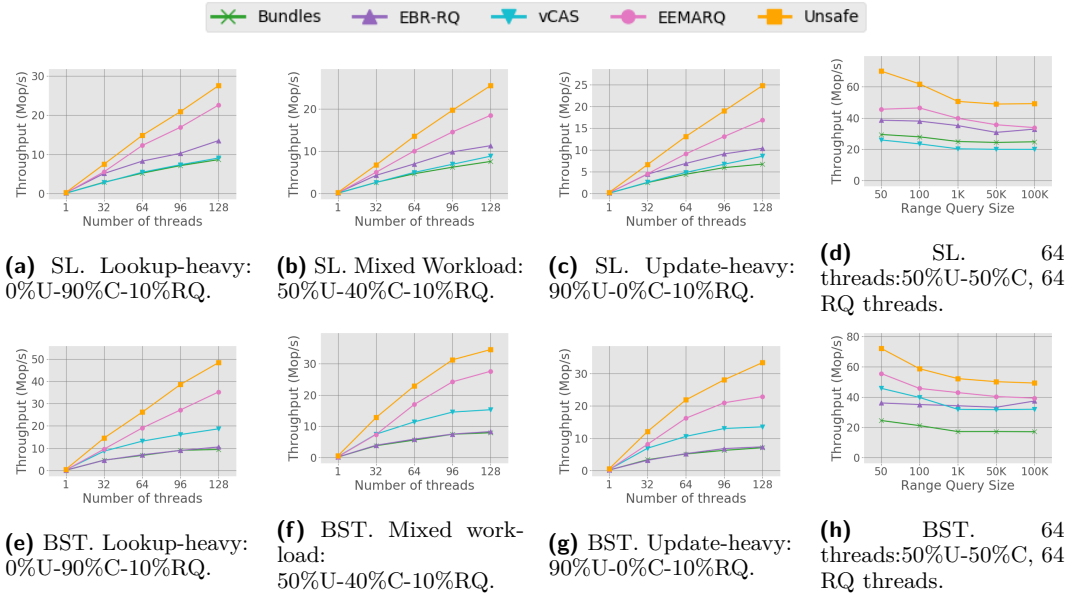 Bundles EBR-RQ vCAS EEMARQ Unsafe
Throughput (Mop/s)
30
20
10
0
1 32 64 96 128
Number of threads
Throughput (Mop/s)
20
10
0
1 32 64 96 128
Number of threads
Throughput (Mop/s)
25
20
15
10
5
0
1 32 64 96 128
Number of threads
Throughput (Mop/s)
60
40
20
0
50 100 1K 50K 100K
Range Query Size
(a) SL. Lookup-heavy:
0%U-90%C-10%RQ.
(b) SL. Mixed Workload:
50%U-40%C-10%RQ.
(c) SL. Update-heavy:
90%U-0%C-10%RQ.
(d) SL. 64
threads:50%U-50%C, 64
RQ threads.
Throughput (Mop/s)
50
40
30
20
10
0
1 32 64 96 128
Number of threads
Throughput (Mop/s)
30
20
10
0
1 32 64 96 128
Number of threads
Throughput (Mop/s)
30
20
10
0
1 32 64 96 128
Number of threads
Throughput (Mop/s)
80
60
40
20
0
50 100 1K 50K 100K
Range Query Size
(e) BST. Lookup-heavy:
0%U-90%C-10%RQ.
(f) BST. Mixed work-
load:
50%U-40%C-10%RQ.
(g) BST. Update-heavy:
90%U-0%C-10%RQ.
(h) BST. 64
threads:50%U-50%C, 64
RQ threads.